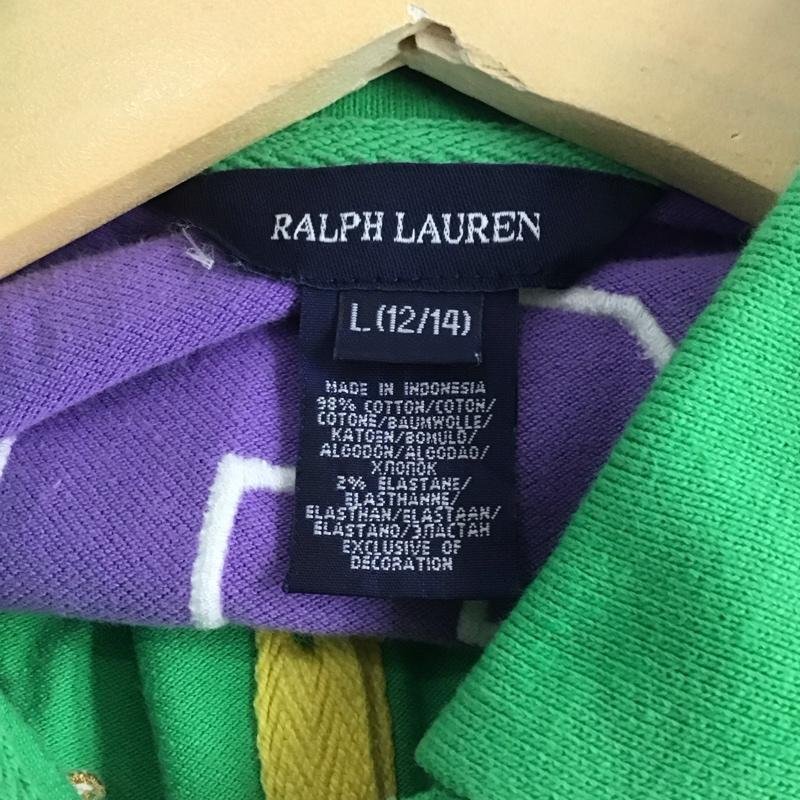 RALPH LAUREN
L (12/14)
MADE IN INDONESIA
98% COTTON/COTON/
COTONE/BAUMWOLLE/
KATOEN/BOMULD/
ALGODON/ALGODAO/
ХЛОПОК
2% ELASTANE/
ELASTHANNE/
ELASTHAN/ELASTAAN/
ELASTANO/ЭЛАСТАН
EXCLUSIVE OF
DECORATION